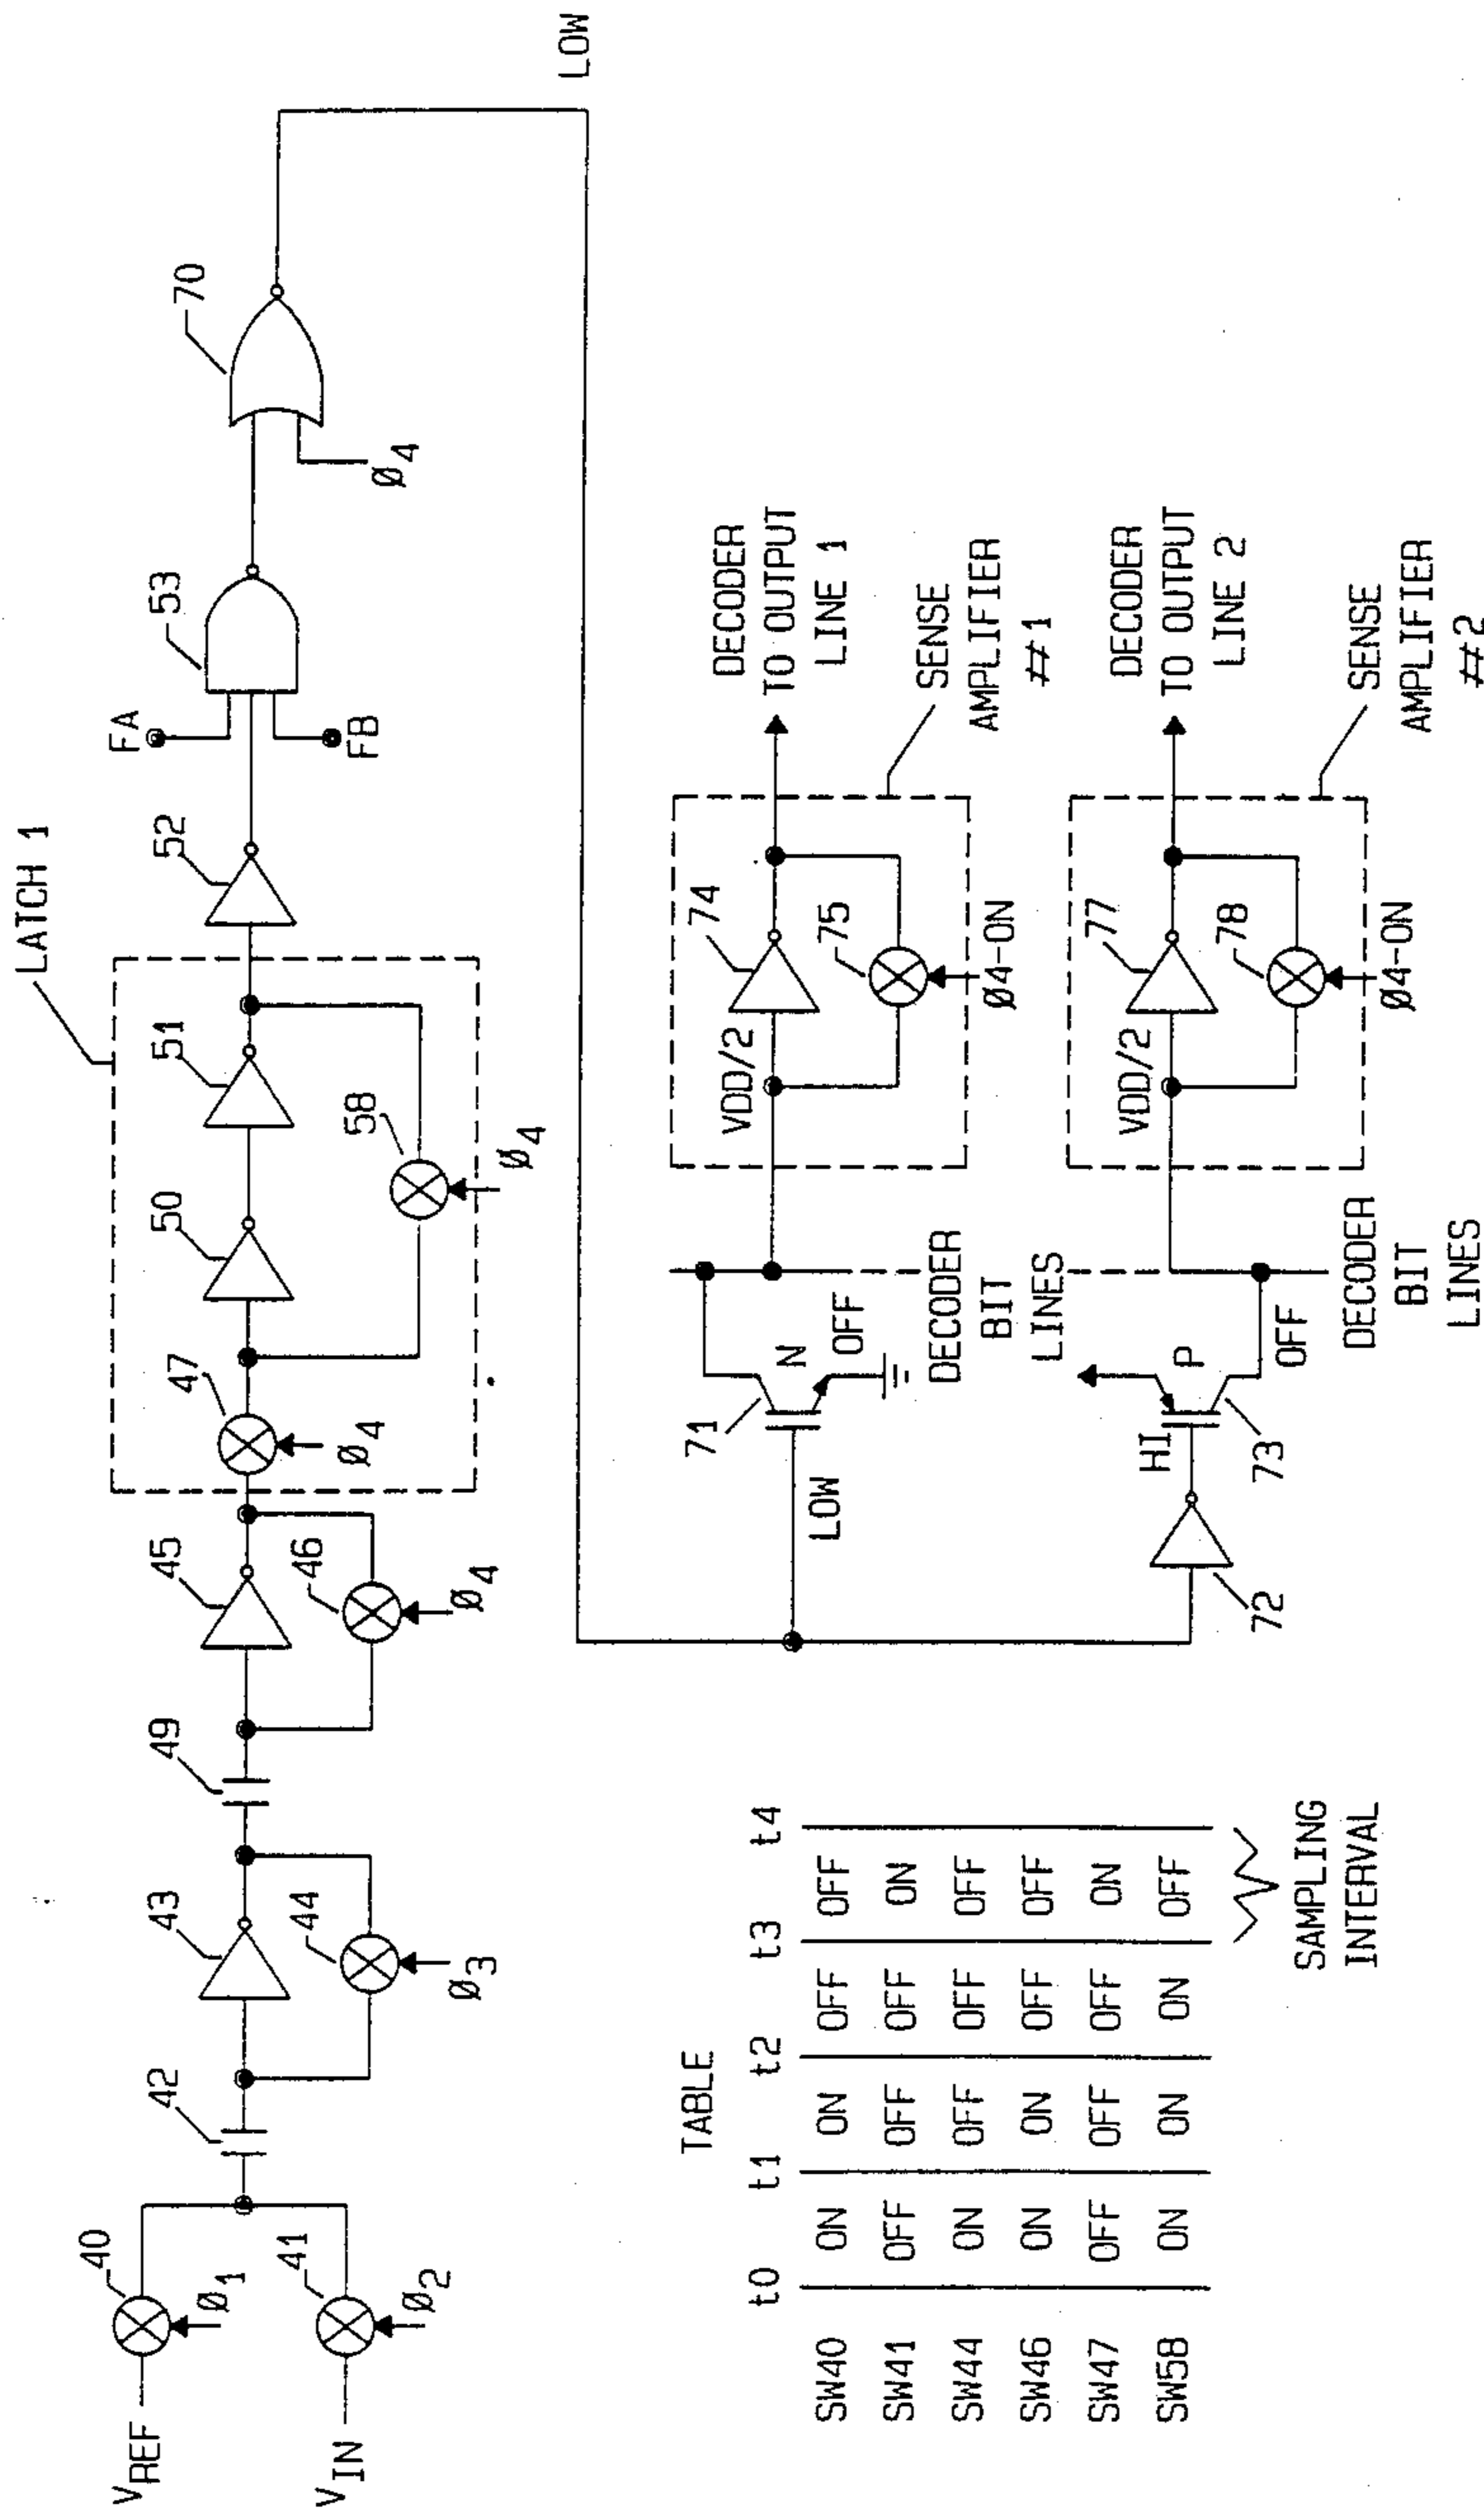 LATCH 1
40
VREF
Ø1
41
VIN
Ø2
42
43
44
Ø3
49
45
46
Ø4
47
Ø4
50
51
58
Ø4
52
FA
FB
53
70
Ø4
LOW
LOW
71
N
OFF
DECODER
BIT
LINES
VDD/2
74
75
Ø4-ON
DECODER
TO OUTPUT
LINE 1
SENSE
AMPLIFIER
#1
72
HI
P
73
OFF
DECODER
BIT
LINES
VDD/2
77
78
Ø4-ON
DECODER
TO OUTPUT
LINE 2
SENSE
AMPLIFIER
#2
TABLE
t0 t1 t2 t3 t4
SW40 ON ON OFF OFF
SW41 OFF OFF OFF ON
SW44 ON OFF OFF OFF
SW46 ON ON OFF OFF
SW47 OFF OFF OFF ON
SW58 ON ON ON OFF
SAMPLING
INTERVAL